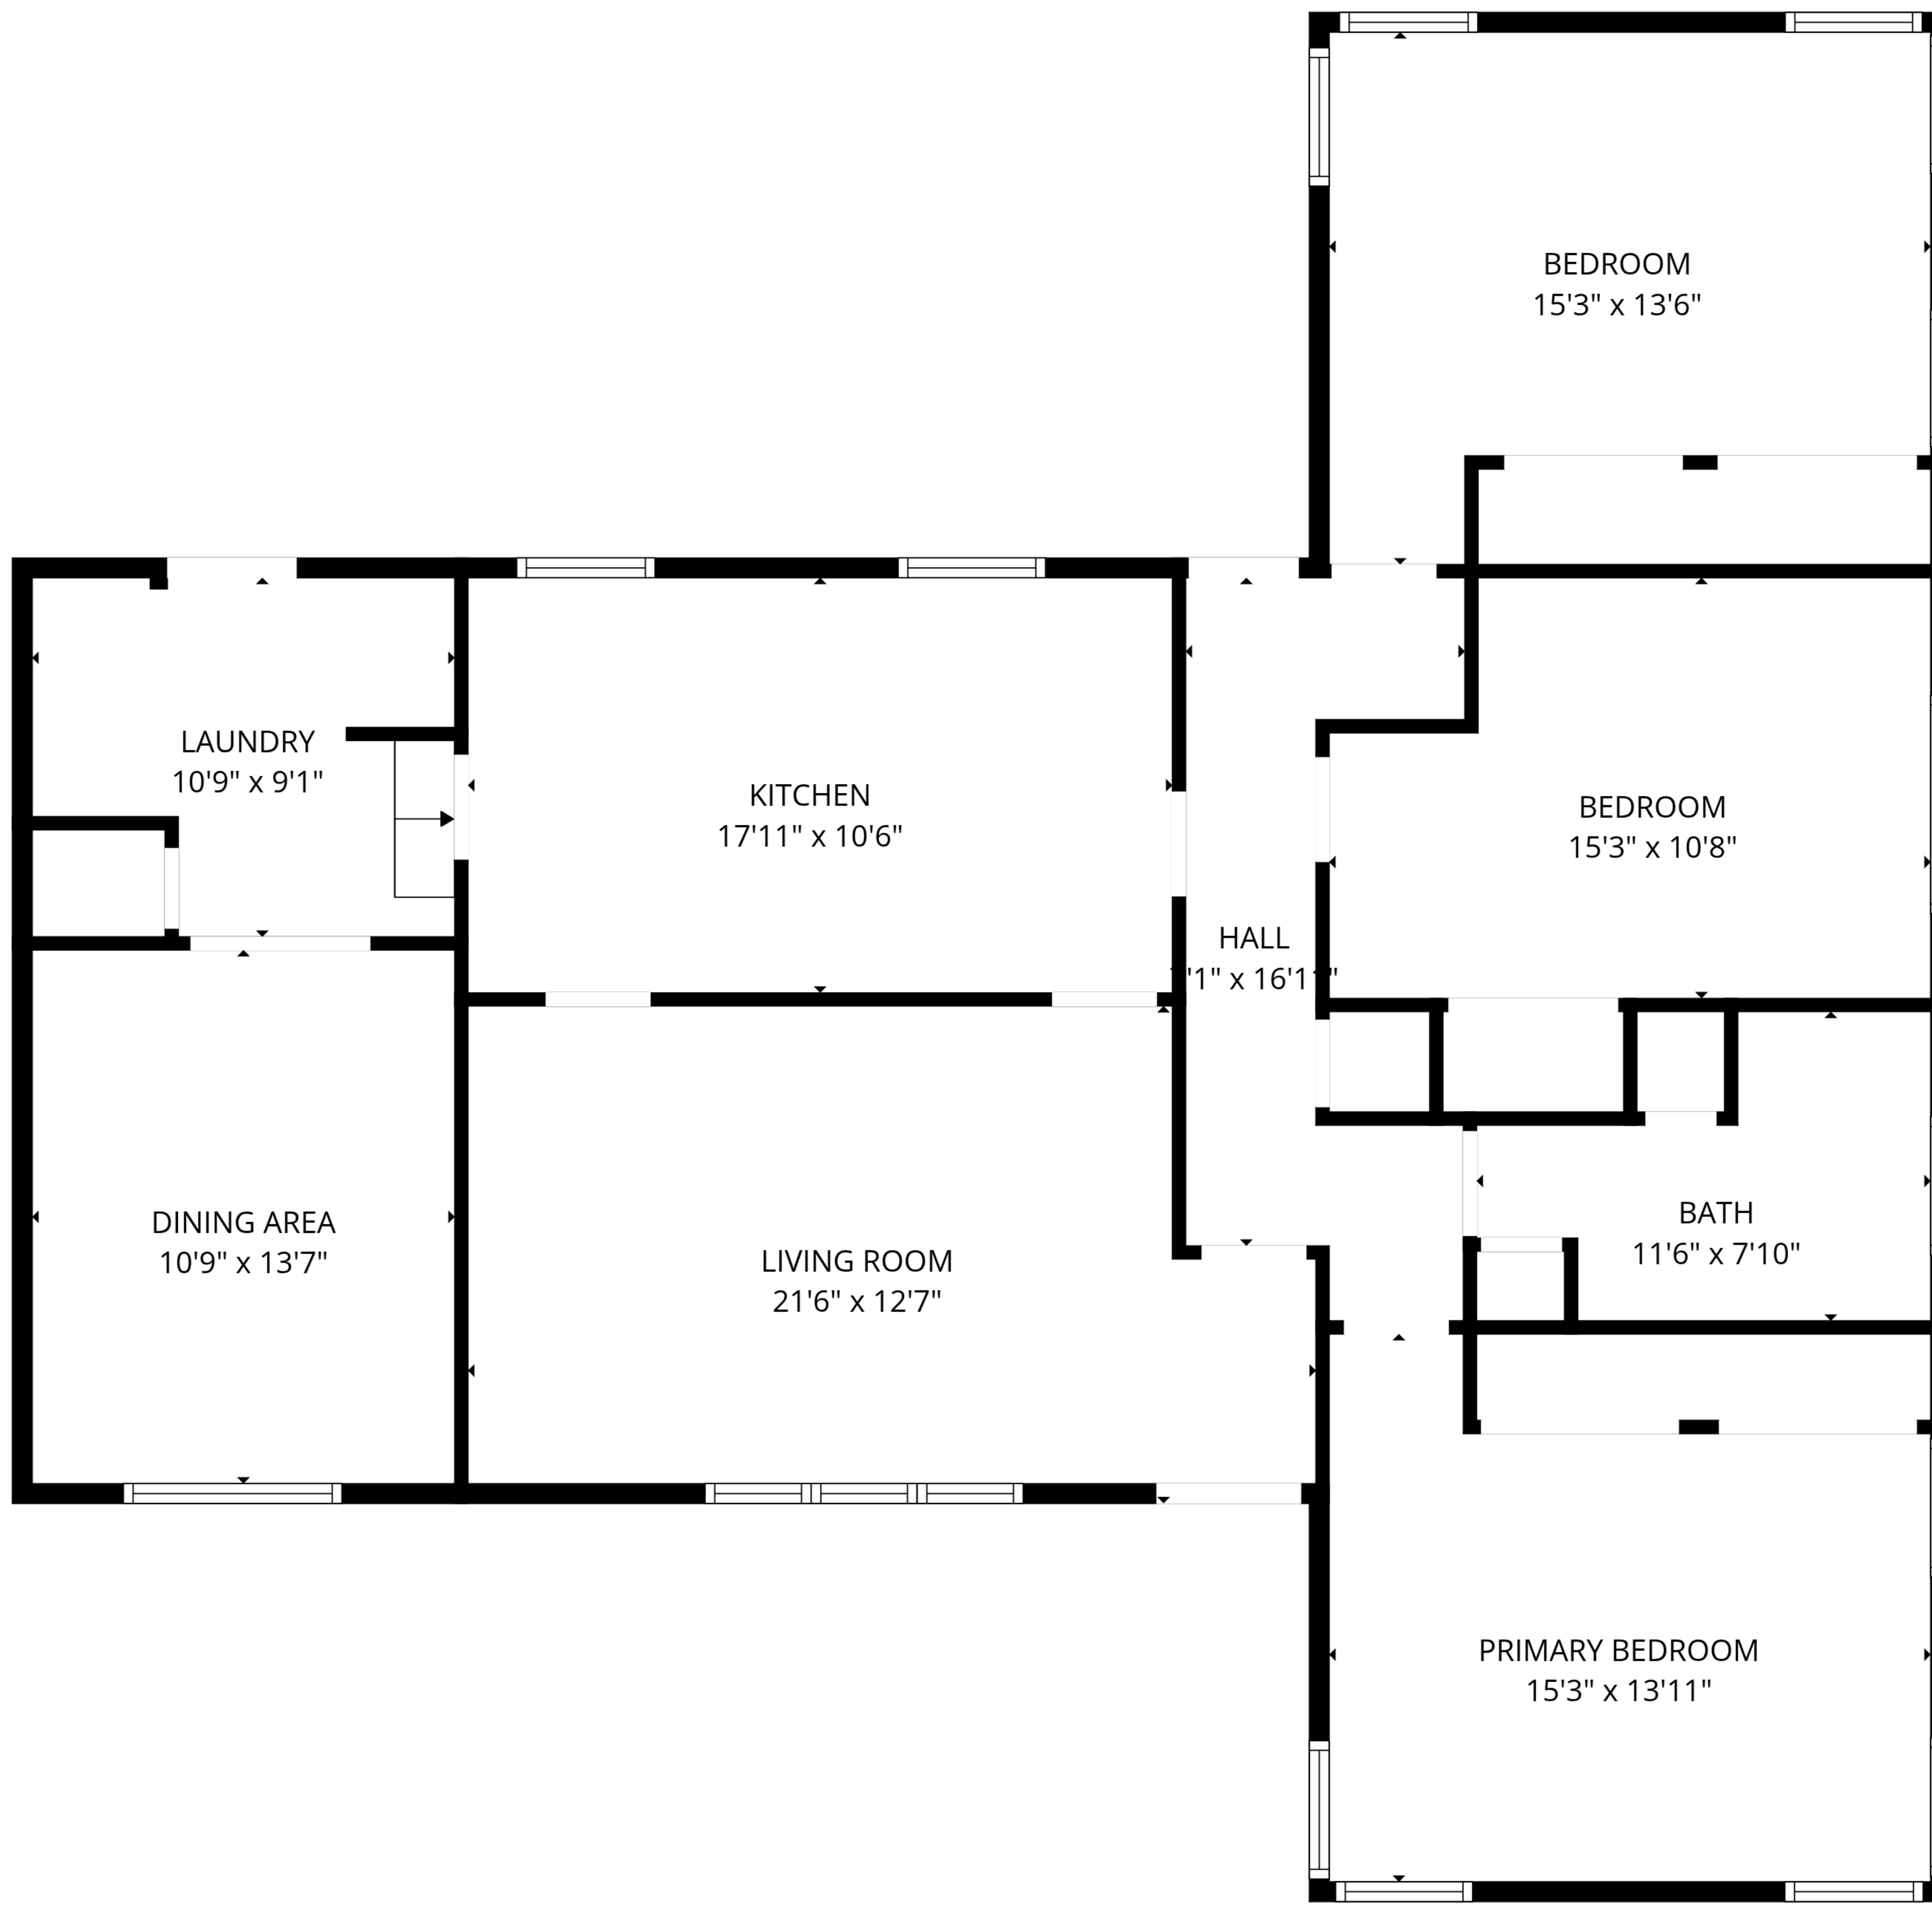 BEDROOM
15'3" x 13'6"
LAUNDRY
10'9" x 9'1"
KITCHEN
17'11" x 10'6"
BEDROOM
15'3" x 10'8"
HALL
x
DINING AREA
10'9" x 13'7"
LIVING ROOM
21'6" x 12'7"
BATH
11'6" x 7'10"
PRIMARY BEDROOM
15'3" x 13'11"